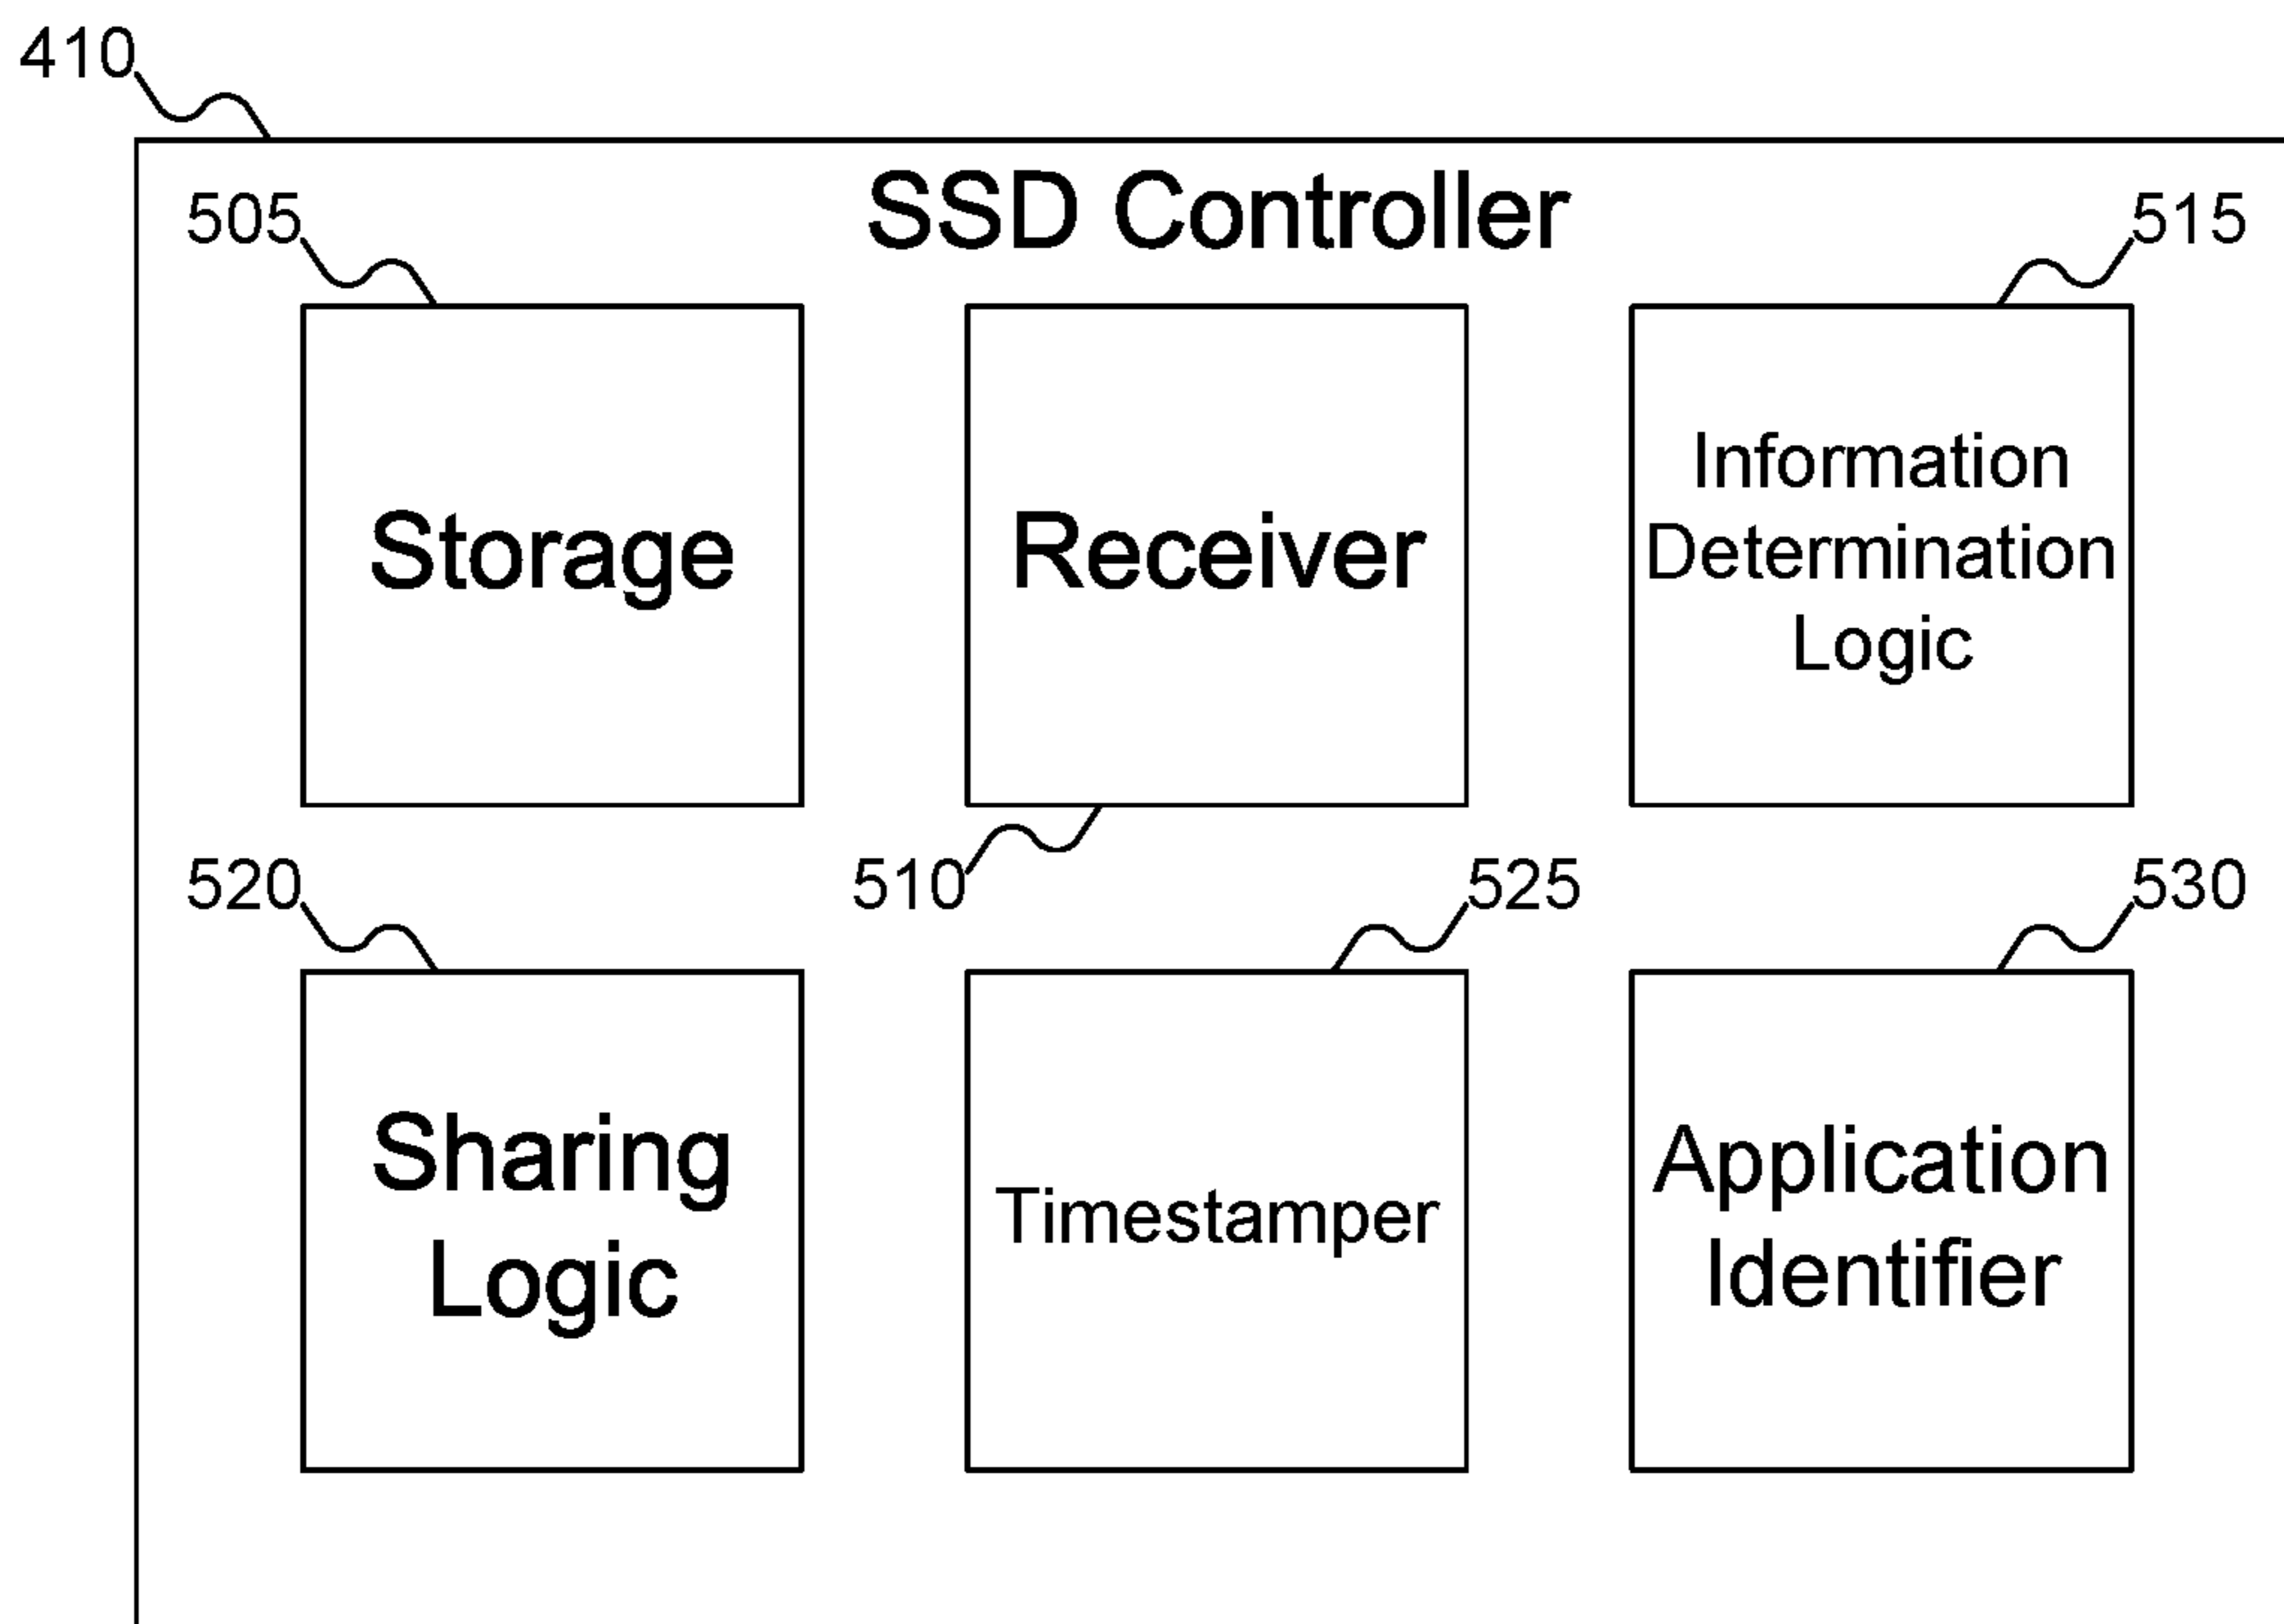 410
SSD Controller
505
515
Storage
Receiver
Information
Determination
Logic
520
510
525
530
Sharing
Logic
Timestamper
Application
Identifier